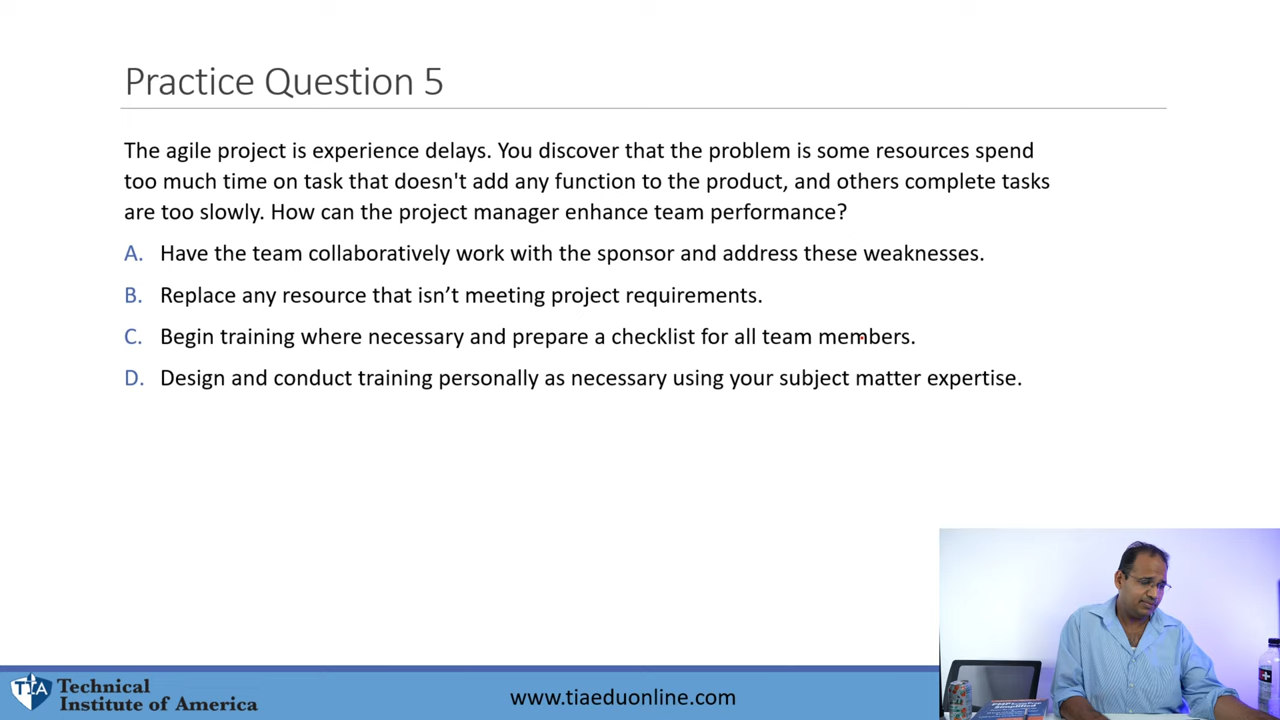 Practice Question 5
The agile project is experience delays. You discover that the problem is some resources spend
too much time on task that doesn't add any function to the product, and others complete tasks
are too slowly. How can the project manager enhance team performance?
A. Have the team collaboratively work with the sponsor and address these weaknesses.
B. Replace any resource that isn’t meeting project requirements.
C. Begin training where necessary and prepare a checklist for all team members.
D. Design and conduct training personally as necessary using your subject matter expertise.
TIA
Technical
Institute of America
www.tiaeduonline.com
Simplified